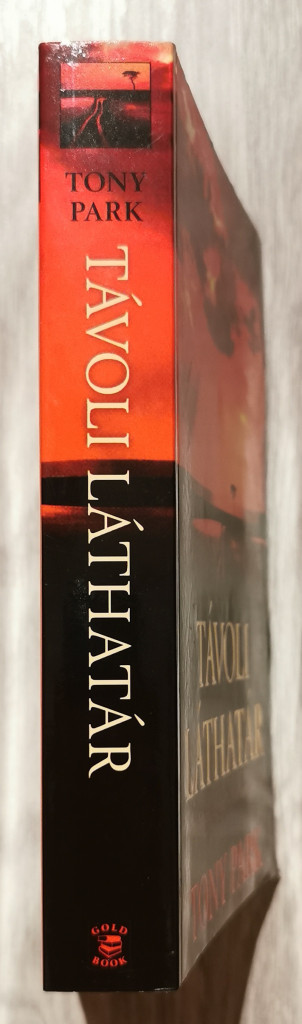 TONY
PARK
TÁVOLI LÁTHATÁR
GOLD
BOOK
TÁVOLI
LÁTHATÁR
TONY PARK